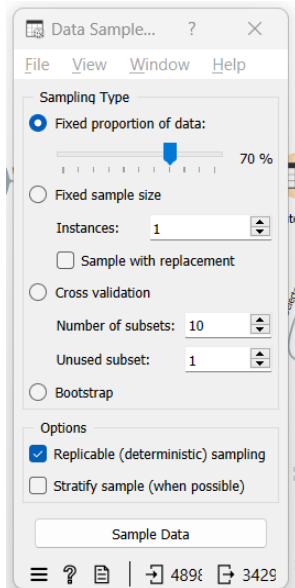 Data Sample... ?
File View Window Help
Sampling Type
Fixed proportion of data:
70 %
Fixed sample size
Instances: 1
Sample with replacement
Cross validation
Number of subsets: 10
Unused subset: 1
Bootstrap
Options
Replicable (deterministic) sampling
Stratify sample (when possible)
Sample Data
? 4898 3429